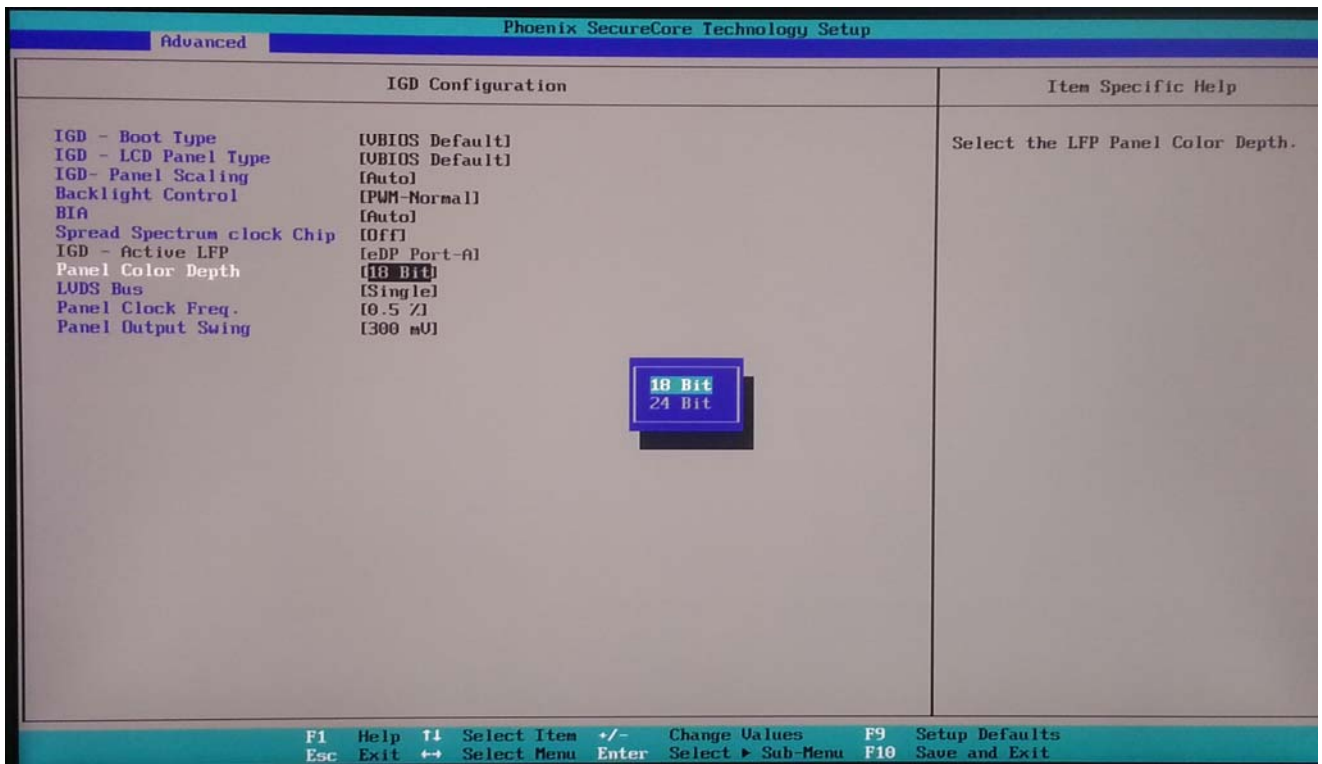 Phoenix SecureCore Technology Setup
Advanced
IGD Configuration
Item Specific Help
IGD - Boot Type [VBIOS Default]
IGD - LCD Panel Type [VBIOS Default]
IGD- Panel Scaling [Auto]
Backlight Control [PWM-Normal]
BIA [Auto]
Spread Spectrum clock Chip [Off]
IGD - Active LFP [eDP Port-A]
Panel Color Depth [18 Bit]
LVDS Bus [Single]
Panel Clock Freq. [0.5 %]
Panel Output Swing [300 mV]
Select the LFP Panel Color Depth.
18 Bit
24 Bit
F1 Help ↑↓ Select Item +/- Change Values F9 Setup Defaults
Esc Exit ↔ Select Menu Enter Select ▶ Sub-Menu F10 Save and Exit